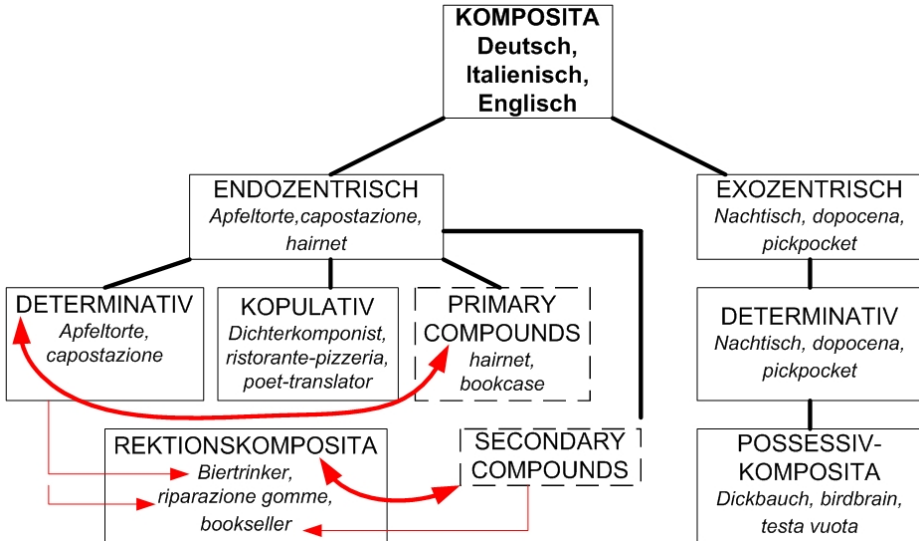 KOMPOSITA
Deutsch,
Italienisch,
Englisch
ENDOZENTRISCH
Apfeltorte,capostazione,
hairnet
EXOZENTRISCH
Nachtisch, dopocena,
pickpocket
DETERMINATIV
Apfeltorte,
capostazione
KOPULATIV
Dichterkomponist,
ristorante-pizzeria,
poet-translator
PRIMARY
COMPOUNDS
hairnet,
bookcase
DETERMINATIV
Nachtisch, dopocena,
pickpocket
REKTIONSKOMPOSITA
Biertrinker,
riparazione gomme,
bookseller
SECONDARY
COMPOUNDS
POSSESSIV-
KOMPOSITA
Dickbauch, birdbrain,
testa vuota